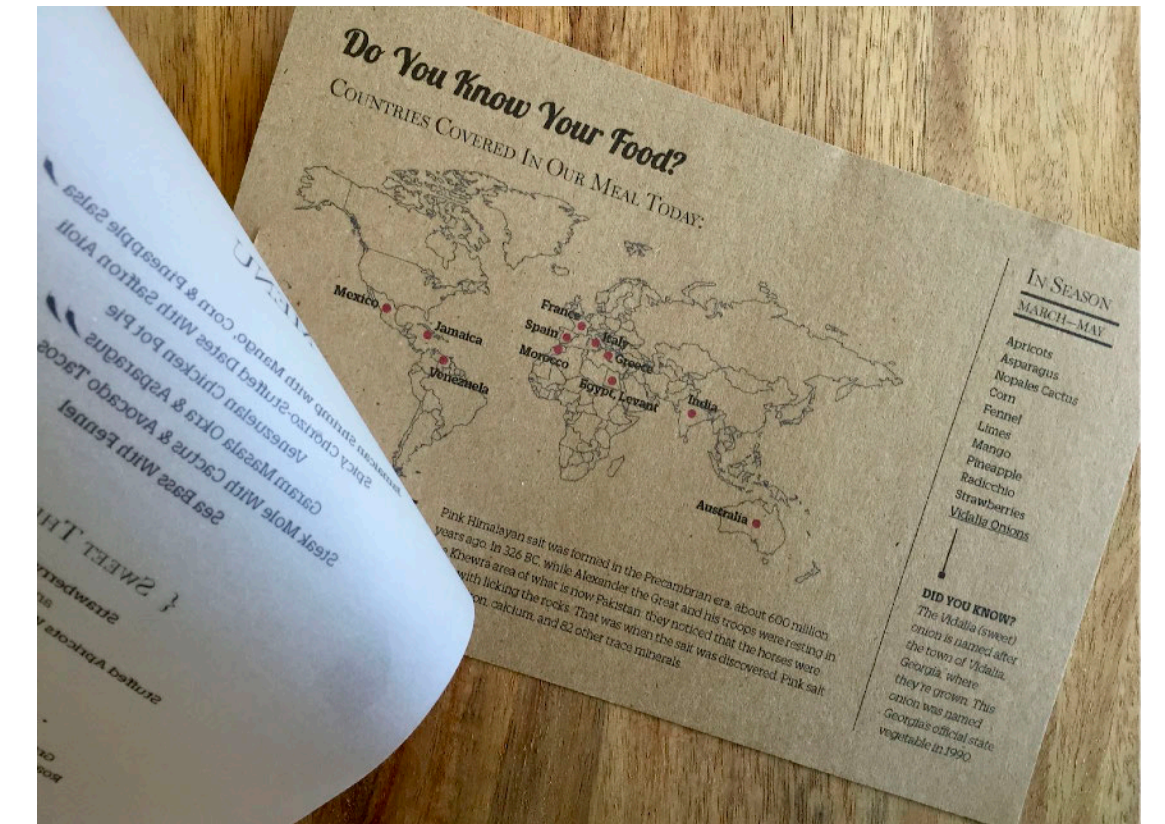 Do You Know Your Food?
Countries Covered In Our Meal Today:
Mexico
Jamaica
Venezuela
France
Spain
Italy
Morocco
Greece
Egypt, Levant
India
Australia
Pink Himalayan salt was formed in the Precambrian era, about 600 million
years ago. In 326 BC, while Alexander the Great and his troops were resting in
Khewra area of what is now Pakistan, they noticed that the horses were
with licking the rocks. That was when the salt was discovered. Pink salt
calcium, and 82 other trace minerals.
In Season
March—May
Apricots
Asparagus
Nopales Cactus
Corn
Fennel
Limes
Mango
Pineapple
Radicchio
Strawberries
Vidalia Onions
DID YOU KNOW?
The Vidalia (sweet)
onion is named after
the town of Vidalia,
Georgia, where
they're grown. This
onion was named
Georgia's official state
vegetable in 1990
Jamaican Shrimp with Mango, Corn & Pineapple Salsa
Spicy Chorizo-Stuffed Dates With Saffron Aioli
Venezuelan Chicken Pot Pie
Garam Masala Okra & Asparagus
Steak Mole With Cactus & Avocado Tacos
Sea Bass With Fennel
{ Sweet
Stuffed Apricots